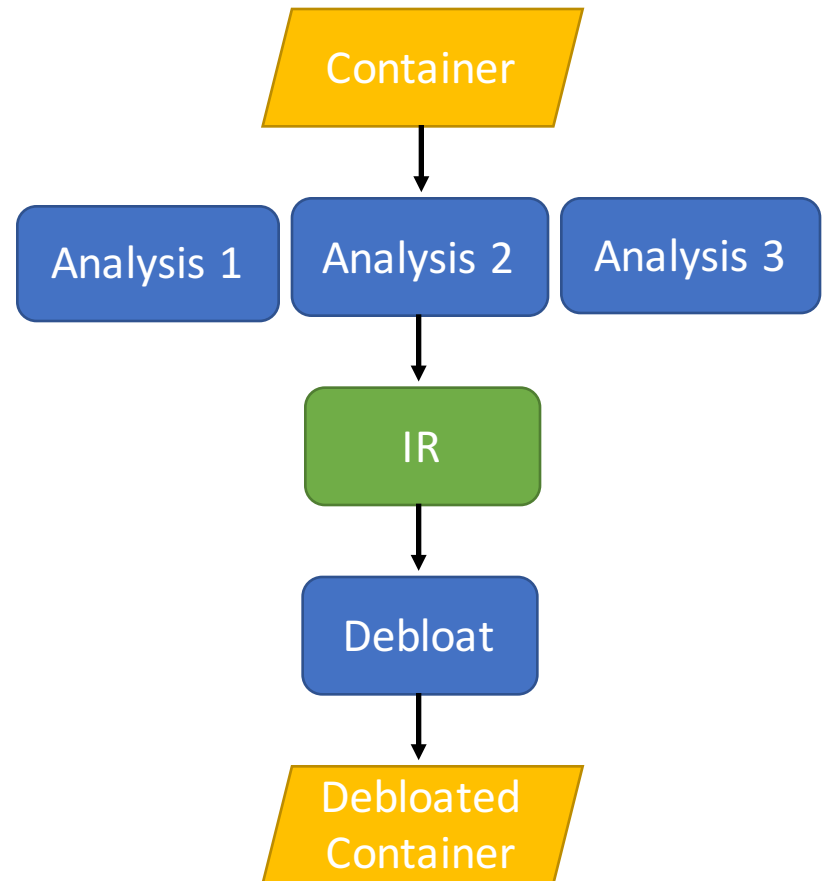 Container
Analysis 1
Analysis 2
Analysis 3
IR
Debloat
Debloated
Container